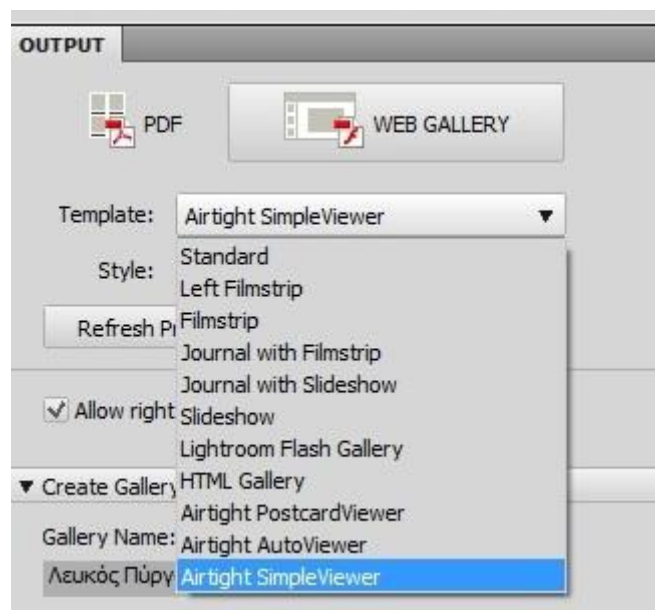 OUTPUT
PDF
WEB GALLERY
Template: Airtight SimpleViewer
Standard
Style:
Left Filmstrip
Refresh
Filmstrip
Journal with Filmstrip
Journal with Slideshow
Allow right
Slideshow
Lightroom Flash Gallery
Create Gallery
HTML Gallery
Airtight PostcardViewer
Gallery Name:
Airtight AutoViewer
Λευκός Πύργ
Airtight SimpleViewer